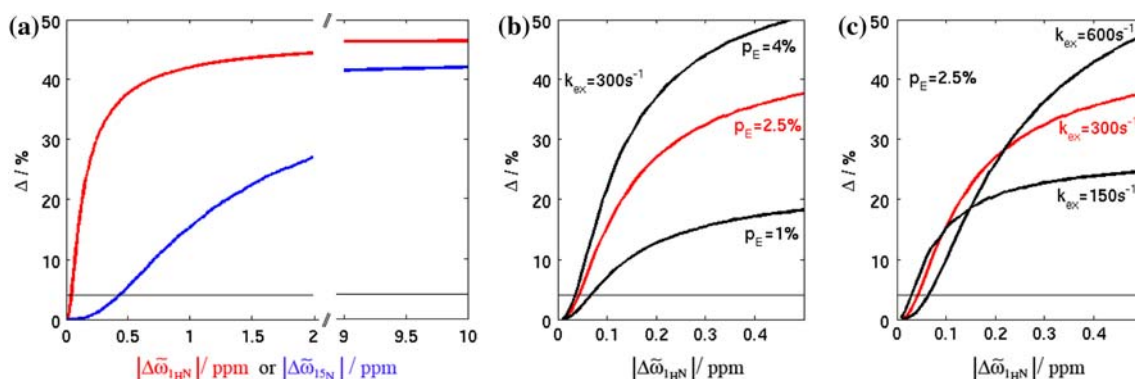 (a)
Δ / %
50
40
30
20
10
0
0 0.5 1 1.5 2 9 9.5 10
//
//
|Δω̃1HN| / ppm or |Δω̃15N| / ppm
(b)
Δ / %
50
40
30
20
10
0
kex=300s⁻¹
pE=4%
pE=2.5%
pE=1%
0 0.1 0.2 0.3 0.4
|Δω̃1HN| / ppm
(c)
Δ / %
50
40
30
20
10
0
kex=600s⁻¹
pE=2.5%
kex=300s⁻¹
kex=150s⁻¹
0 0.1 0.2 0.3 0.4
|Δω̃1HN| / ppm